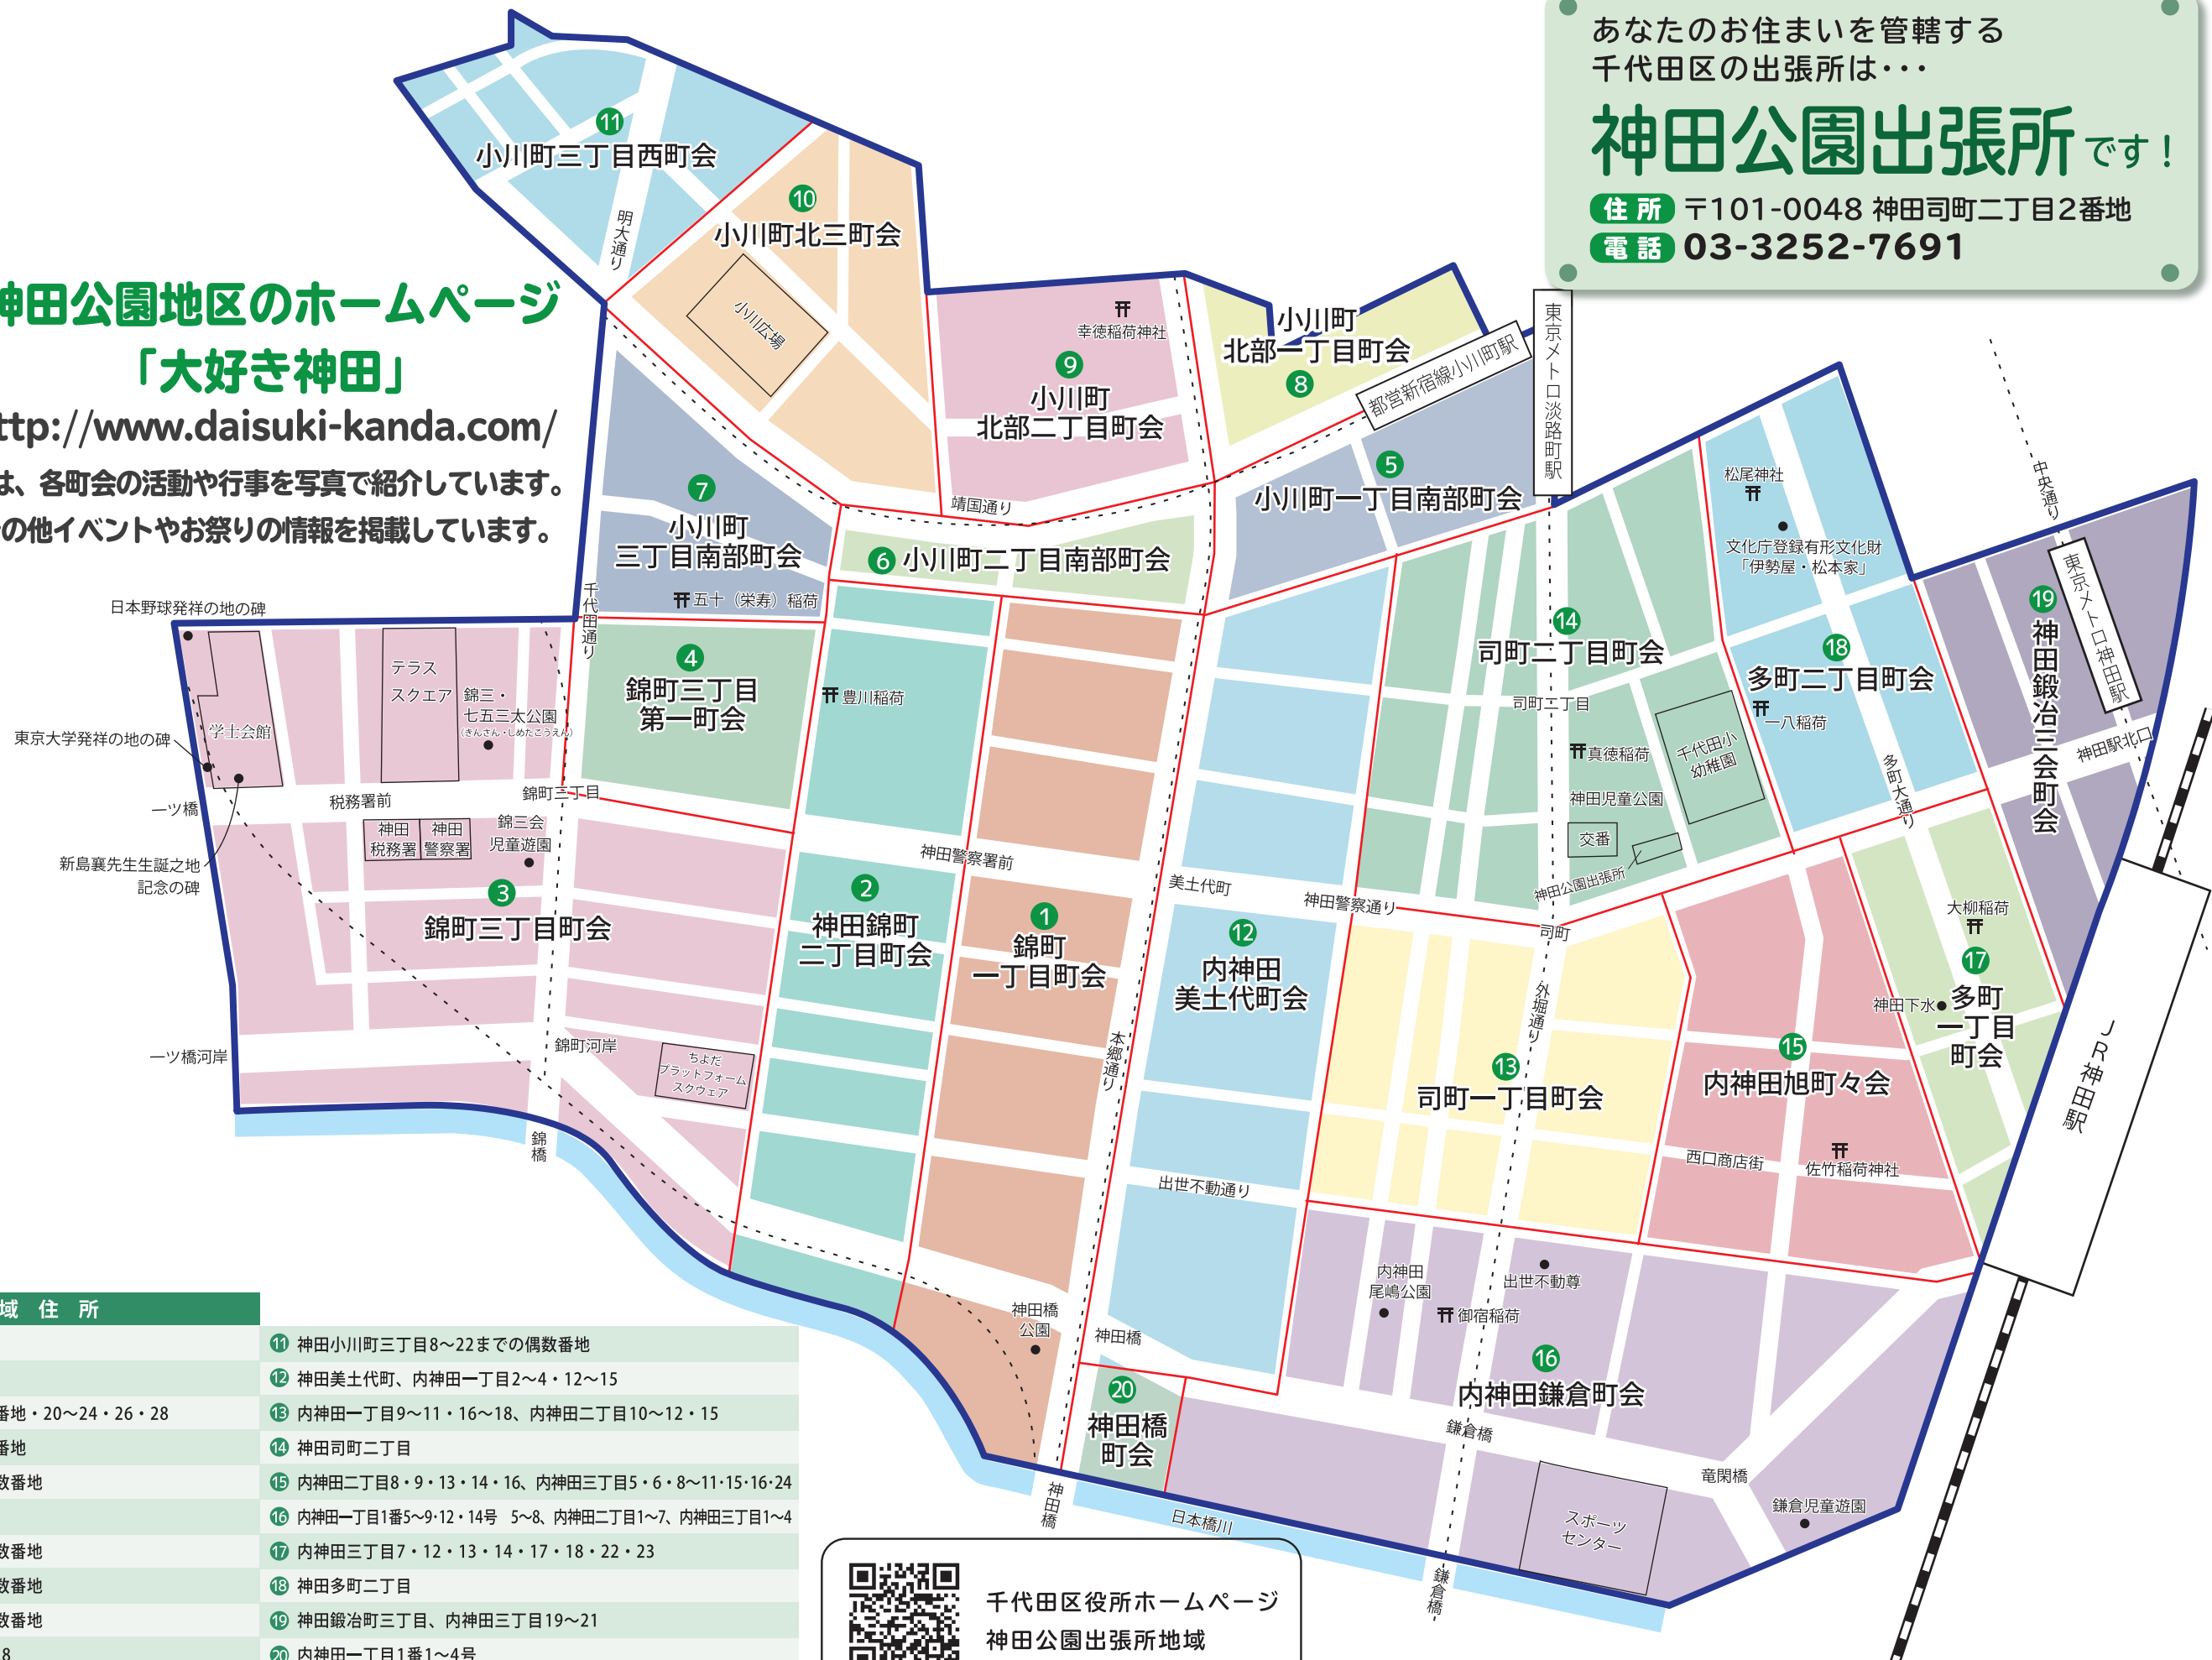 あなたのお住まいを管轄する
千代田区の出張所は・・・
神田公園出張所です！
住所 〒101-0048 神田司町二丁目2番地
電話 03-3252-7691
神田公園地区のホームページ
「大好き神田」
ttp://www.daisuki-kanda.com/
は、各町会の活動や行事を写真で紹介しています。
の他イベントやお祭りの情報を掲載しています。
11
小川町三丁目西町会
明大通り
10
小川町北三町会
小川広場
幸徳稲荷神社
9
小川町
北部二丁目町会
小川町
北部一丁目町会
8
都営新宿線小川町駅
東京メトロ淡路町駅
5
小川町一丁目南部町会
靖国通り
7
小川町
三丁目南部町会
五十（栄寿）稲荷
6 小川町二丁目南部町会
千代田通り
松尾神社
文化庁登録有形文化財
「伊勢屋・松本家」
中央通り
東京メトロ神田駅
19
神田鍛冶三会町会
神田駅北口
14
司町二丁目町会
司町二丁目
真徳稲荷
千代田小
幼稚園
神田児童公園
交番
神田公園出張所
18
多町二丁目町会
一八稲荷
多町大通り
日本野球発祥の地の碑
テラス
スクエア
錦三・
七五三太公園
（きんさん・しめたこうえん）
学士会館
東京大学発祥の地の碑
一ツ橋
税務署前
錦町三丁目
神田
税務署
神田
警察署
錦三会
児童遊園
新島襄先生生誕之地
記念の碑
3
錦町三丁目町会
4
錦町三丁目
第一町会
豊川稲荷
神田警察署前
2
神田錦町
二丁目町会
1
錦町
一丁目町会
美土代町
神田警察通り
司町
12
内神田
美土代町会
本郷通り
外堀通り
13
司町一丁目町会
15
内神田旭町々会
西口商店街
佐竹稲荷神社
大柳稲荷
17
神田下水
多町
一丁目
町会
JR神田駅
一ツ橋河岸
錦町河岸
ちよだ
プラットフォーム
スクウェア
錦橋
出世不動通り
内神田
尾嶋公園
出世不動尊
御宿稲荷
16
内神田鎌倉町会
鎌倉橋
神田橋
公園
神田橋
20
神田橋
町会
神田橋
日本橋川
竜閑橋
鎌倉児童遊園
スポーツ
センター
鎌倉橋
域 住 所
番地・20〜24・26・28
番地
数番地
数番地
数番地
数番地
8
11 神田小川町三丁目8〜22までの偶数番地
12 神田美土代町、内神田一丁目2〜4・12〜15
13 内神田一丁目9〜11・16〜18、内神田二丁目10〜12・15
14 神田司町二丁目
15 内神田二丁目8・9・13・14・16、内神田三丁目5・6・8〜11・15・16・24
16 内神田一丁目1番5〜9・12・14号　5〜8、内神田二丁目1〜7、内神田三丁目1〜4
17 内神田三丁目7・12・13・14・17・18・22・23
18 神田多町二丁目
19 神田鍛冶町三丁目、内神田三丁目19〜21
20 内神田一丁目1番1〜4号
千代田区役所ホームページ
神田公園出張所地域